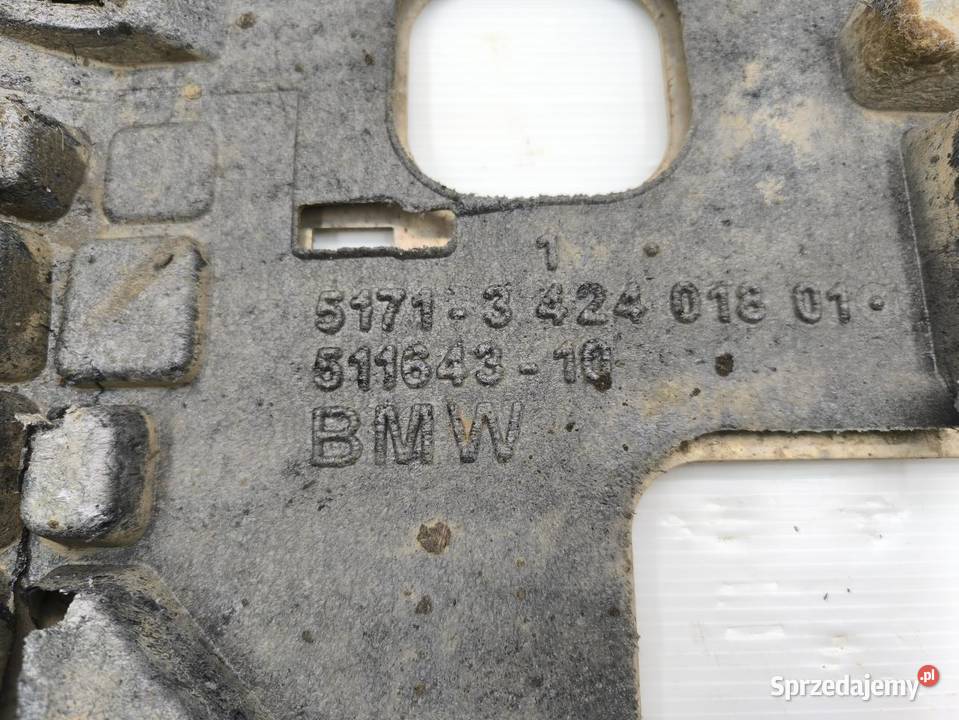 1
5171-3 424 018 01.
511643-10
BMW
Sprzedajemy.pl